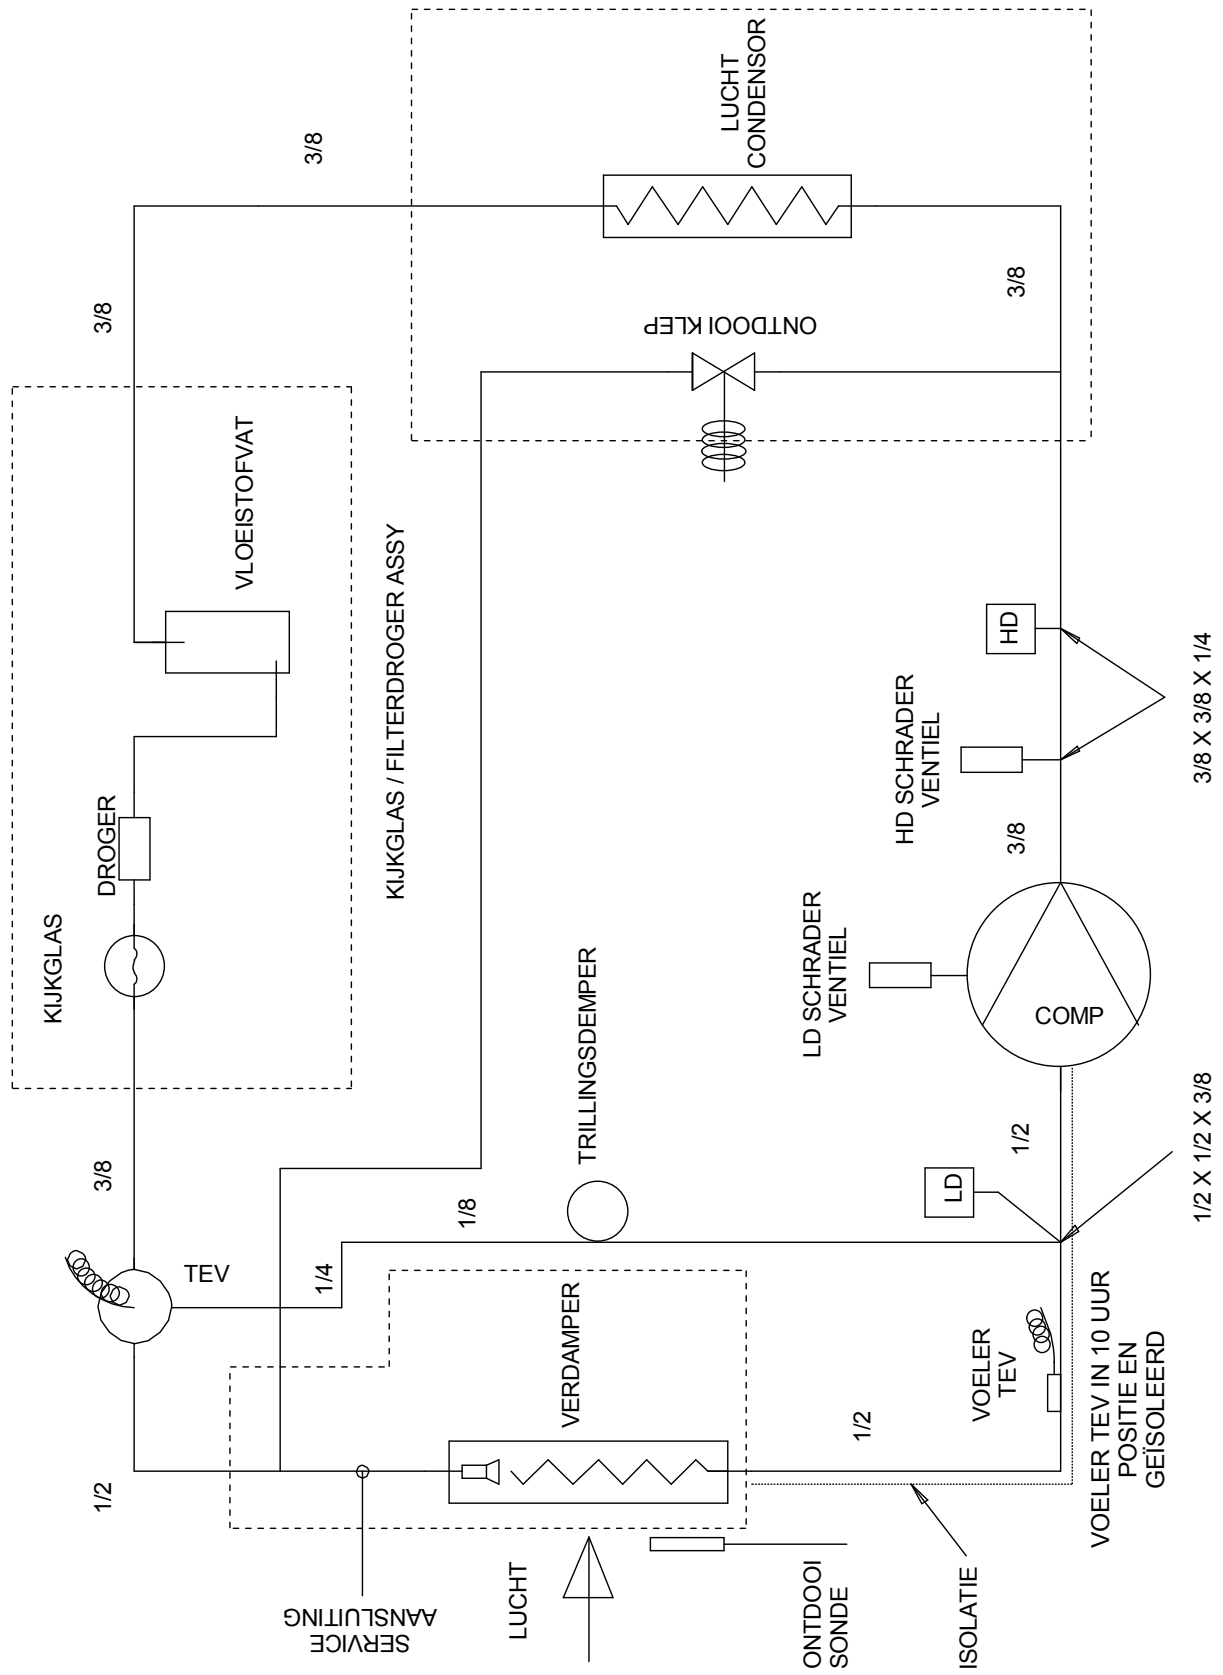 1/2
3/8
KIJKGLAS
DROGER
3/8
3/8
TEV
VLOEISTOFVAT
1/4
1/8
KIJKGLAS / FILTERDROGER ASSY
SERVICE
AANSLUITING
LUCHT
VERDAMPER
TRILLINGSDEMPER
ONTDOOI KLEP
LUCHT
CONDENSOR
ONTDOOI
SONDE
1/2
LD SCHRADER
VENTIEL
HD SCHRADER
VENTIEL
ISOLATIE
VOELER
TEV
LD
1/2
COMP
3/8
HD
3/8
VOELER TEV IN 10 UUR
POSITIE EN
GEÏSOLEERD
1/2 X 1/2 X 3/8
3/8 X 3/8 X 1/4